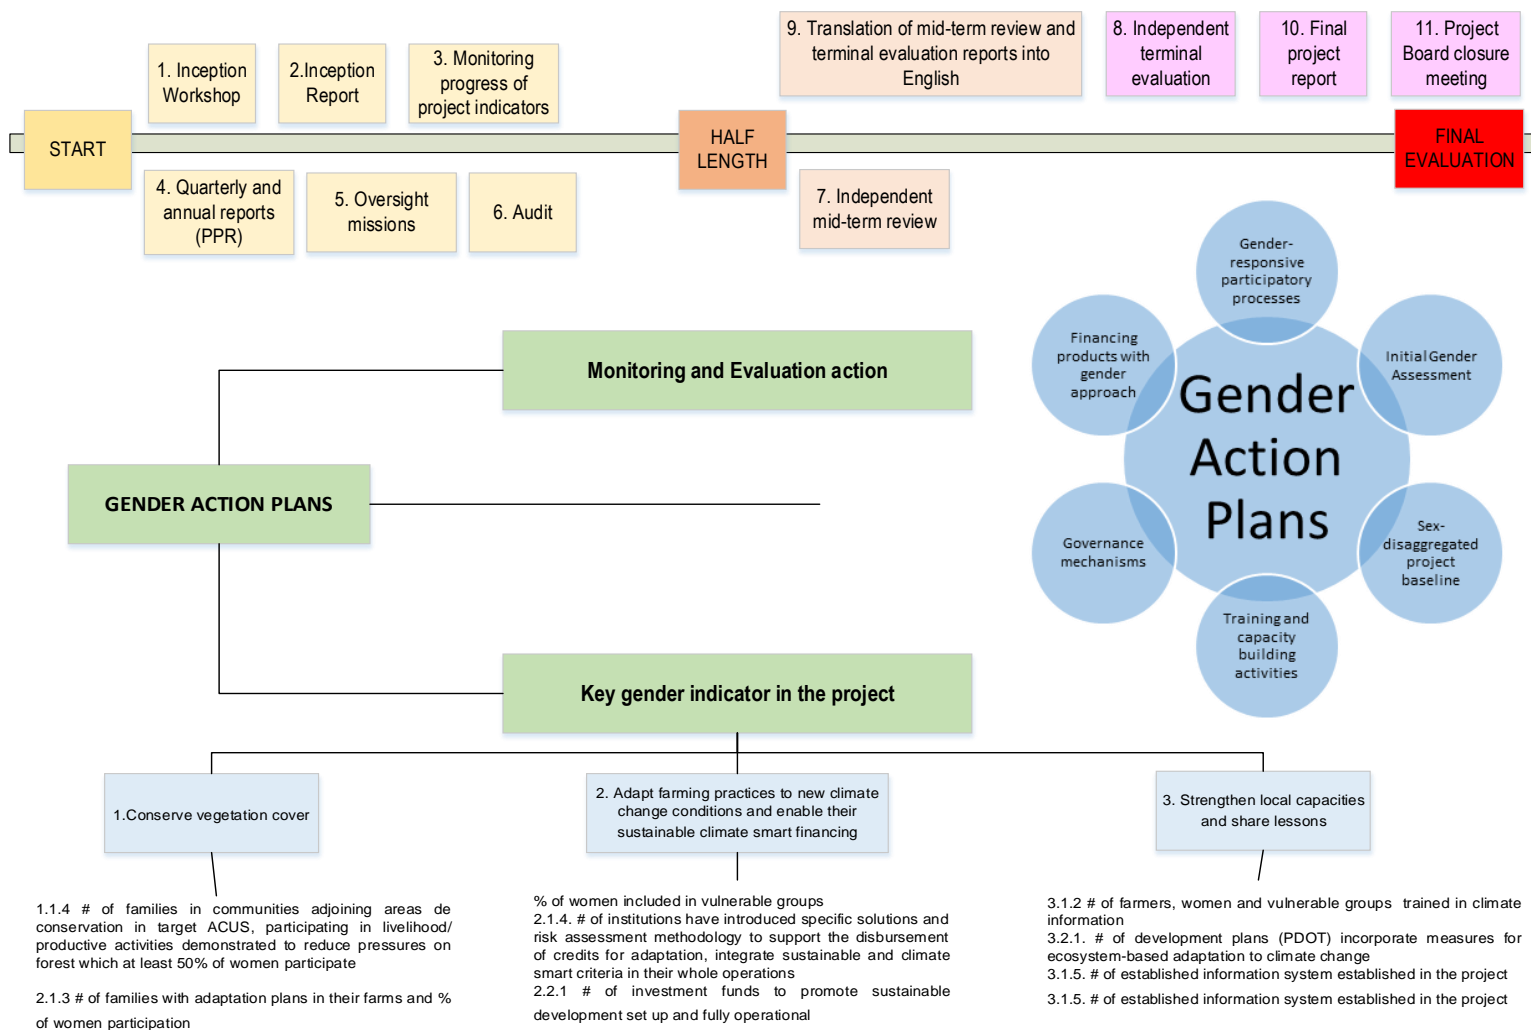 1. Inception
Workshop
2.Inception
Report
3. Monitoring
progress of
project indicators
9. Translation of mid-term review and
terminal evaluation reports into
English
8. Independent
terminal
evaluation
10. Final
project
report
11. Project
Board closure
meeting
START
HALF
LENGTH
FINAL
EVALUATION
4. Quarterly and
annual reports
(PPR)
5. Oversight
missions
6. Audit
7. Independent
mid-term review
Gender-
responsive
participatory
processes
Financing
products with
gender
approach
Initial Gender
Assessment
Gender
Action
Plans
Governance
mechanisms
Sex-
disaggregated
project
baseline
Training and
capacity
building
activities
Monitoring and Evaluation action
GENDER ACTION PLANS
Key gender indicator in the project
1.Conserve vegetation cover
2. Adapt farming practices to new climate
change conditions and enable their
sustainable climate smart financing
3. Strengthen local capacities
and share lessons
1.1.4 # of families in communities adjoining areas de
conservation in target ACUS, participating in livelihood/
productive activities demonstrated to reduce pressures on
forest which at least 50% of women participate
2.1.3 # of families with adaptation plans in their farms and %
of women participation
% of women included in vulnerable groups
2.1.4. # of institutions have introduced specific solutions and
risk assessment methodology to support the disbursement
of credits for adaptation, integrate sustainable and climate
smart criteria in their whole operations
2.2.1 # of investment funds to promote sustainable
development set up and fully operational
3.1.2 # of farmers, women and vulnerable groups trained in climate
information
3.2.1. # of development plans (PDOT) incorporate measures for
ecosystem-based adaptation to climate change
3.1.5. # of established information system established in the project
3.1.5. # of established information system established in the project